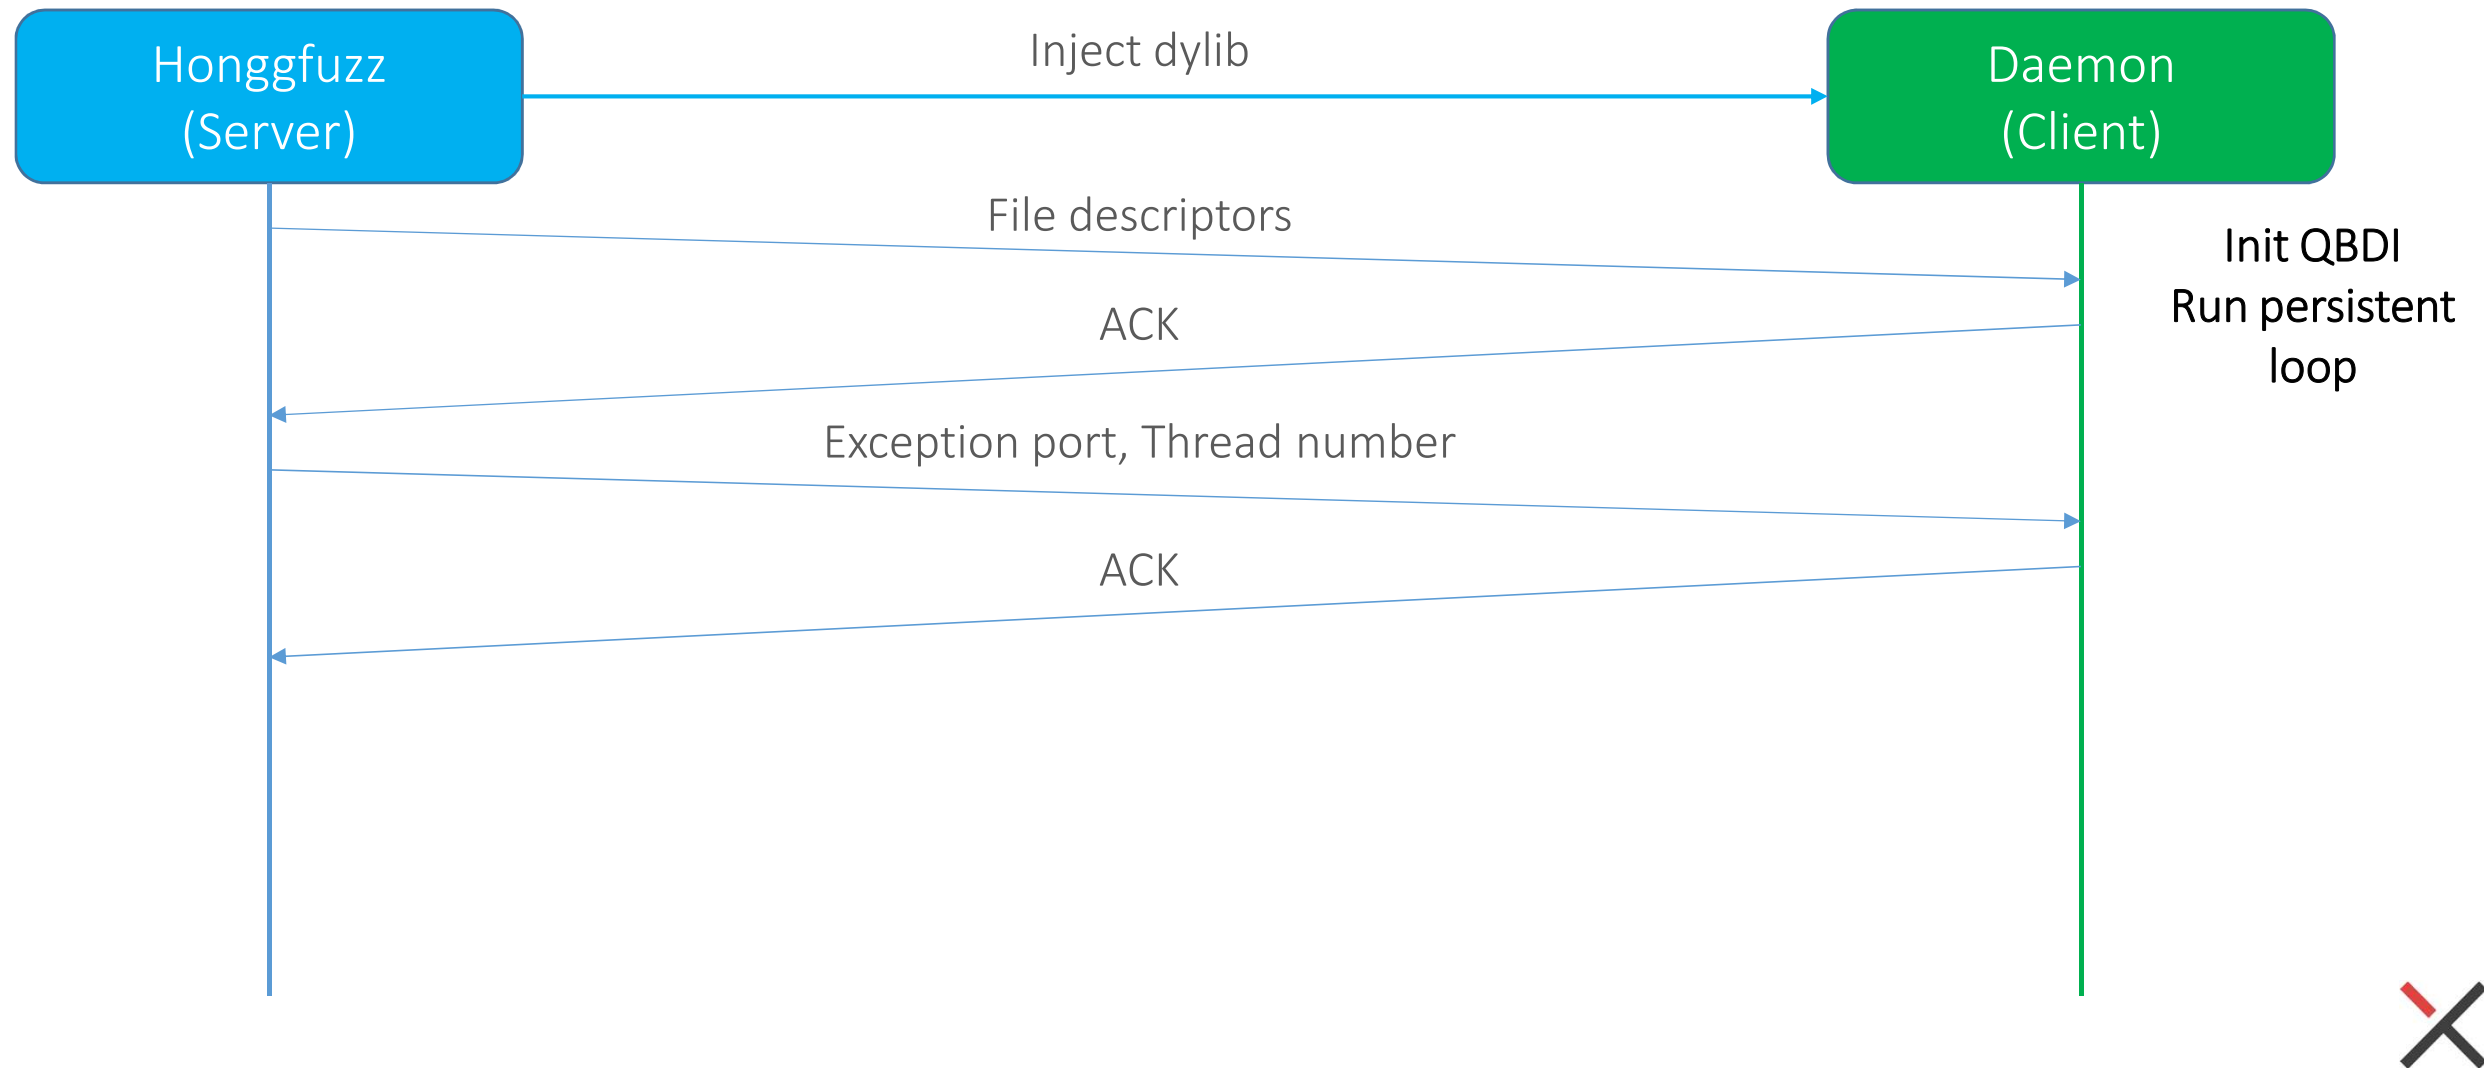 Honggfuzz
(Server)
Inject dylib
Daemon
(Client)
File descriptors
Init QBDI
Run persistent
loop
ACK
Exception port, Thread number
ACK